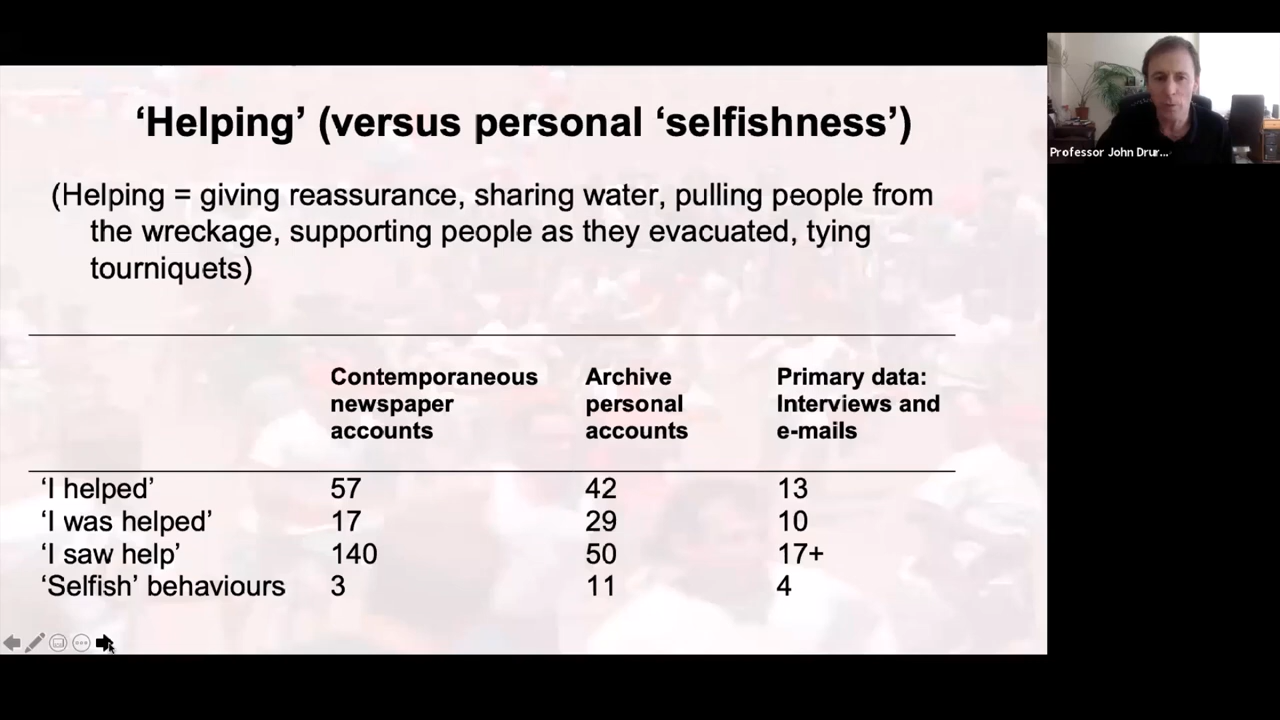 ‘Helping’ (versus personal ‘selfishness’)
(Helping = giving reassurance, sharing water, pulling people from
the wreckage, supporting people as they evacuated, tying
tourniquets)
Contemporaneous newspaper accounts
Archive personal accounts
Primary data: Interviews and e-mails
‘I helped’ 57 42 13
‘I was helped’ 17 29 10
‘I saw help’ 140 50 17+
‘Selfish’ behaviours 3 11 4
Professor John Drur...